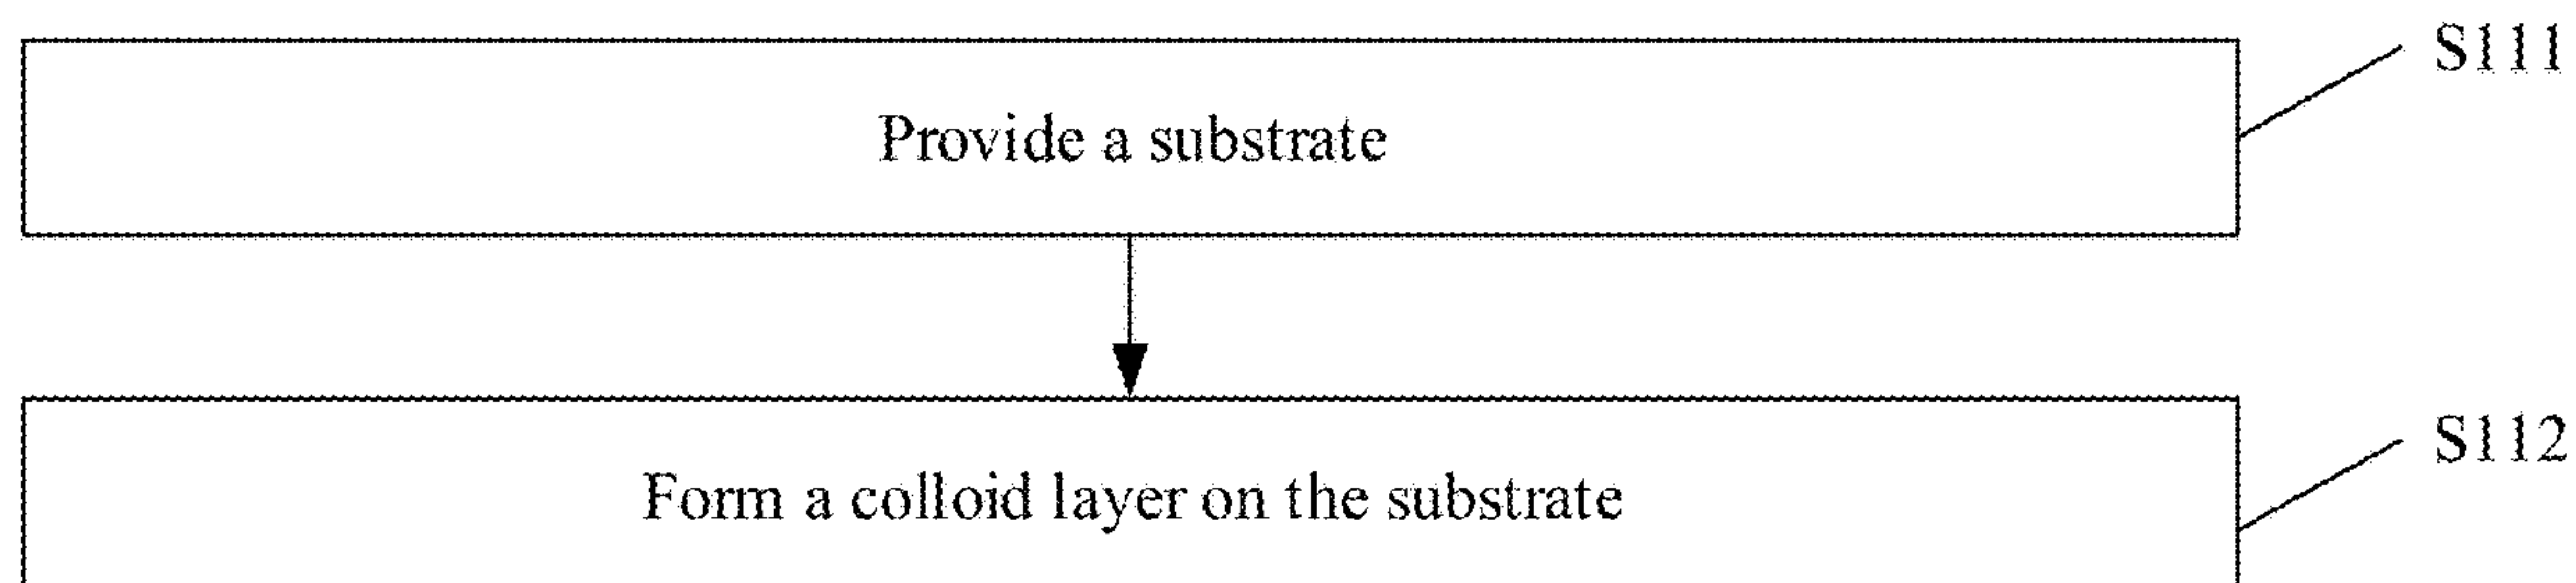 S111
Provide a substrate
S112
Form a colloid layer on the substrate